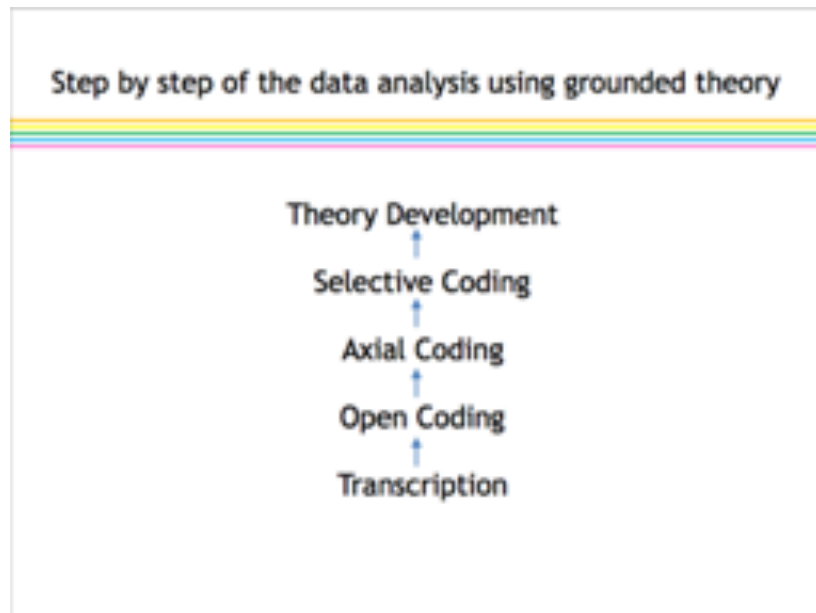 Step by step of the data analysis using grounded theory
Theory Development
Selective Coding
Axial Coding
Open Coding
Transcription